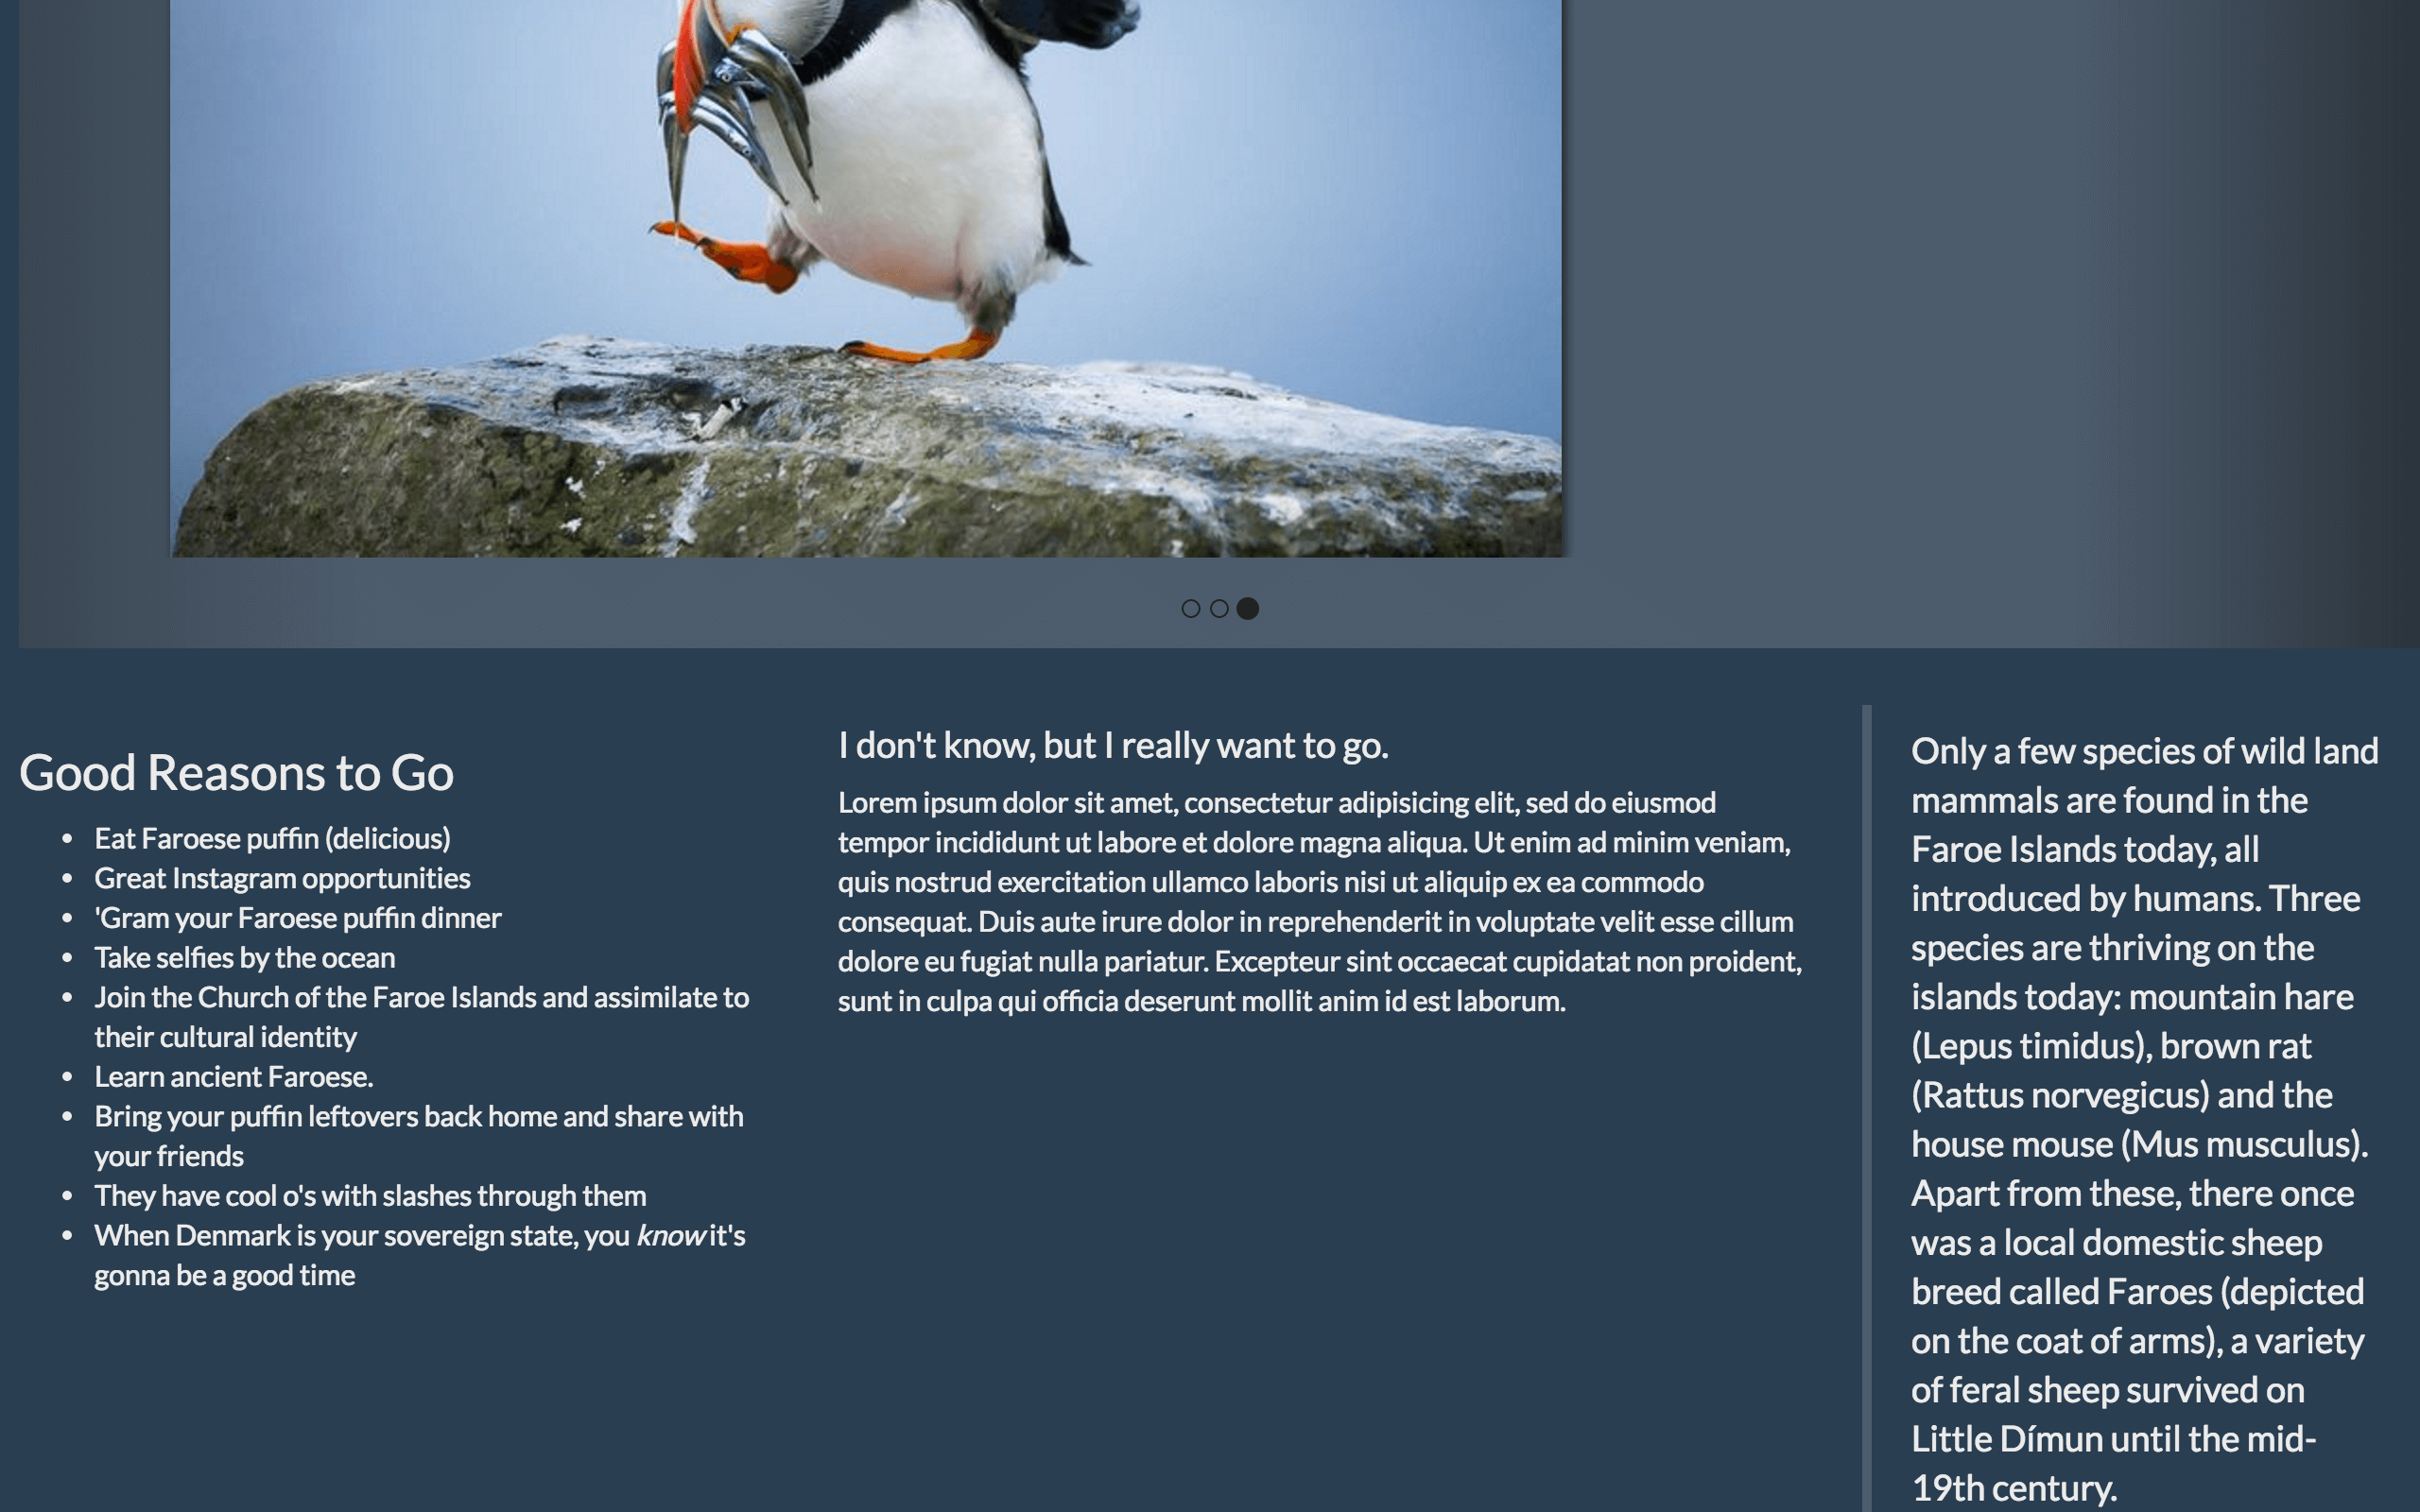 Good Reasons to Go
• Eat Faroese puffin (delicious)
• Great Instagram opportunities
• 'Gram your Faroese puffin dinner
• Take selfies by the ocean
• Join the Church of the Faroe Islands and assimilate to
their cultural identity
• Learn ancient Faroese.
• Bring your puffin leftovers back home and share with
your friends
• They have cool o's with slashes through them
• When Denmark is your sovereign state, you know it's
gonna be a good time
I don't know, but I really want to go.
Lorem ipsum dolor sit amet, consectetur adipisicing elit, sed do eiusmod
tempor incididunt ut labore et dolore magna aliqua. Ut enim ad minim veniam,
quis nostrud exercitation ullamco laboris nisi ut aliquip ex ea commodo
consequat. Duis aute irure dolor in reprehenderit in voluptate velit esse cillum
dolore eu fugiat nulla pariatur. Excepteur sint occaecat cupidatat non proident,
sunt in culpa qui officia deserunt mollit anim id est laborum.
Only a few species of wild land
mammals are found in the
Faroe Islands today, all
introduced by humans. Three
species are thriving on the
islands today: mountain hare
(Lepus timidus), brown rat
(Rattus norvegicus) and the
house mouse (Mus musculus).
Apart from these, there once
was a local domestic sheep
breed called Faroes (depicted
on the coat of arms), a variety
of feral sheep survived on
Little Dímun until the mid-
19th century.